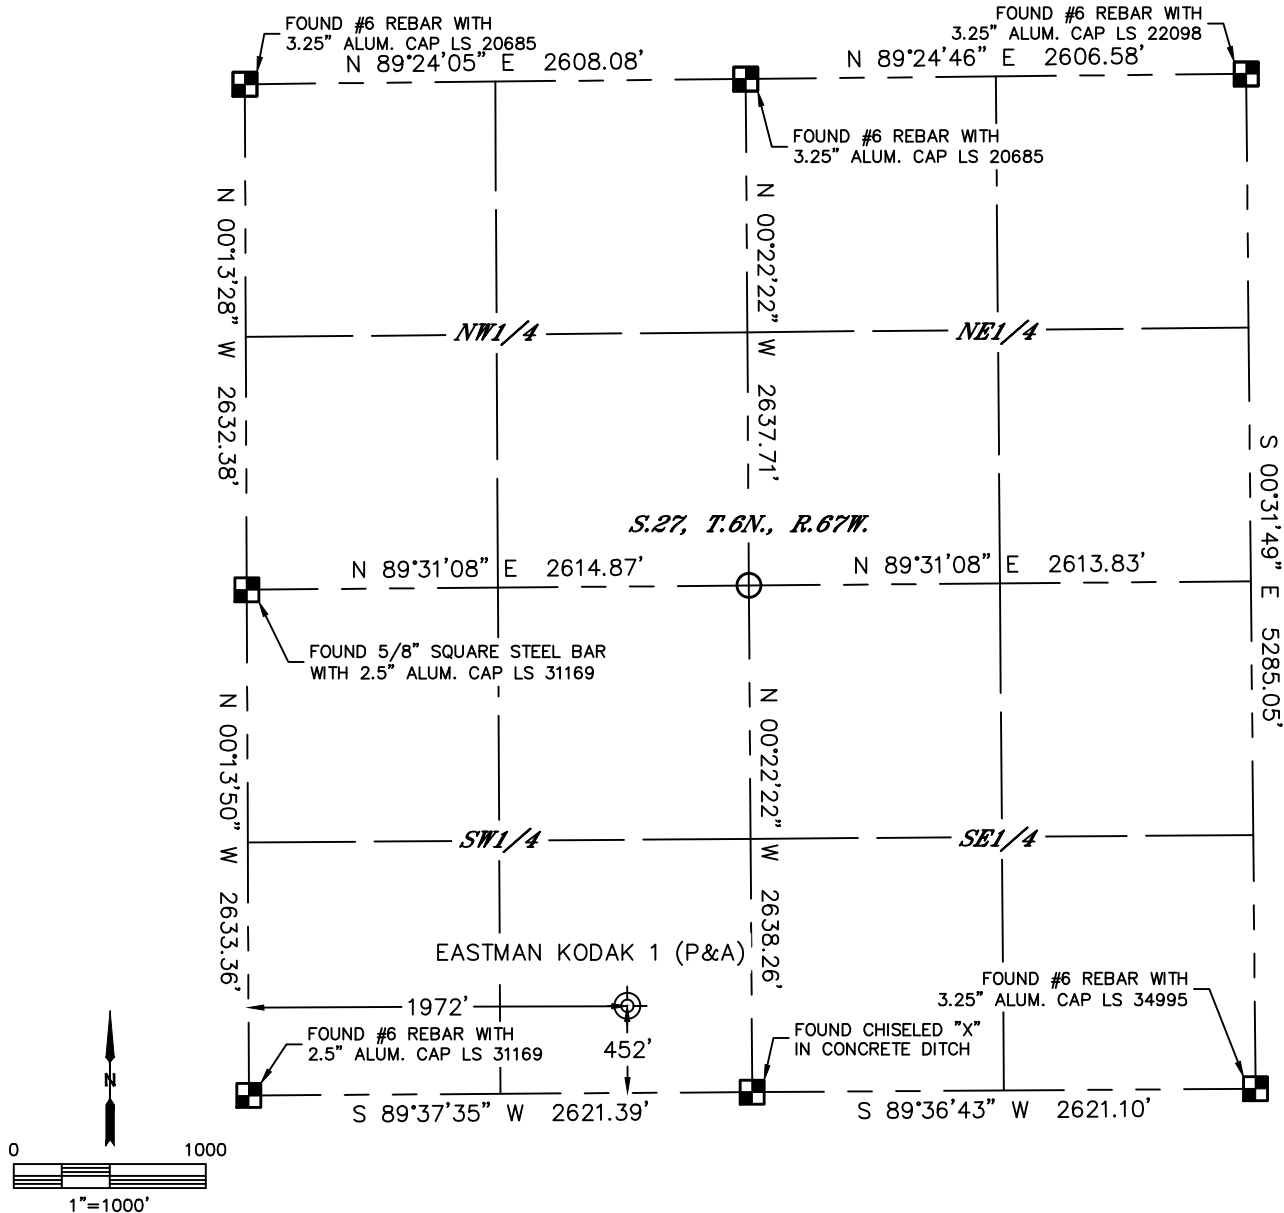 FOUND #6 REBAR WITH
3.25" ALUM. CAP LS 20685
N 89°24'05" E 2608.08'
FOUND #6 REBAR WITH
3.25" ALUM. CAP LS 22098
N 89°24'46" E 2606.58'
FOUND #6 REBAR WITH
3.25" ALUM. CAP LS 20685
N 00°13'28" W 2632.38'
N 00°22'22" W 2637.71'
NW1/4
NE1/4
S 00°31'49" E 5285.05'
S.27, T.6N., R.67W.
N 89°31'08" E 2614.87'
N 89°31'08" E 2613.83'
FOUND 5/8" SQUARE STEEL BAR
WITH 2.5" ALUM. CAP LS 31169
N 00°13'50" W 2633.36'
N 00°22'22" W 2638.26'
SW1/4
SE1/4
EASTMAN KODAK 1 (P&A)
1972'
452'
FOUND #6 REBAR WITH
2.5" ALUM. CAP LS 31169
FOUND CHISELED "X"
IN CONCRETE DITCH
FOUND #6 REBAR WITH
3.25" ALUM. CAP LS 34995
S 89°37'35" W 2621.39'
S 89°36'43" W 2621.10'
N
0 1000
1"=1000'